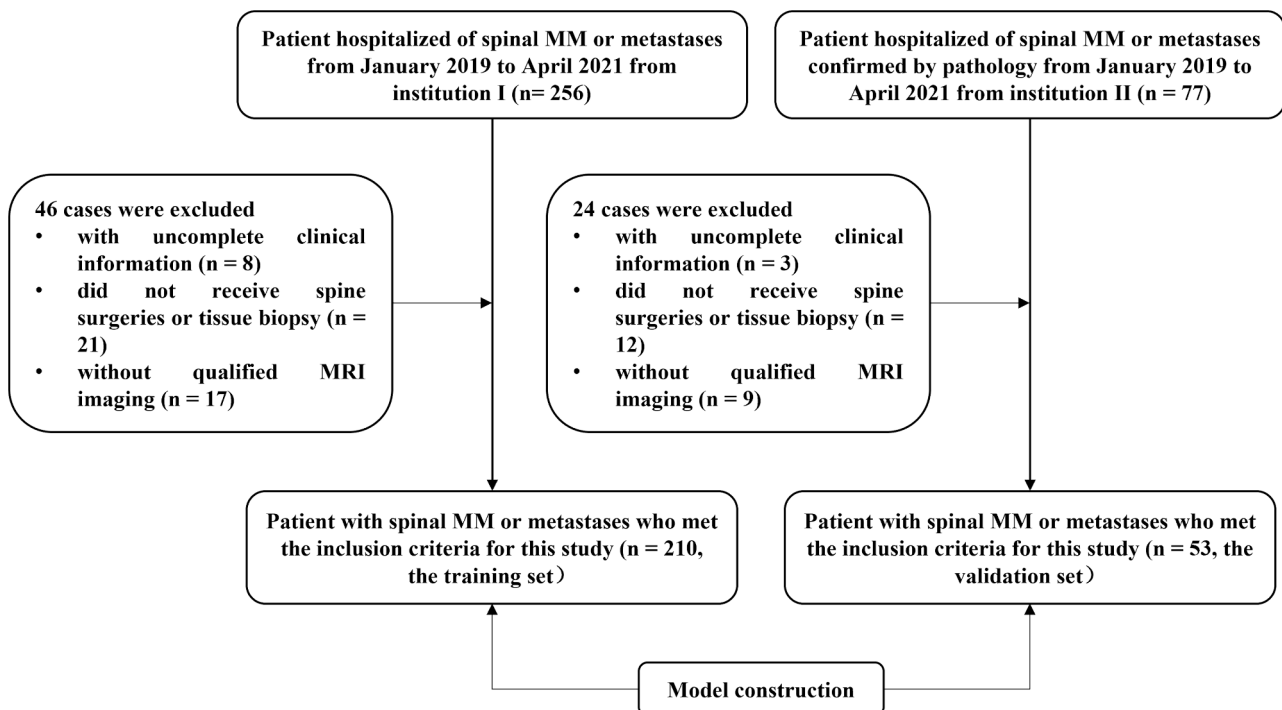 Patient hospitalized of spinal MM or metastases
from January 2019 to April 2021 from
institution I (n= 256)
Patient hospitalized of spinal MM or metastases
confirmed by pathology from January 2019 to
April 2021 from institution II (n = 77)
46 cases were excluded
• with uncomplete clinical
information (n = 8)
• did not receive spine
surgeries or tissue biopsy (n =
21)
• without qualified MRI
imaging (n = 17)
24 cases were excluded
• with uncomplete clinical
information (n = 3)
• did not receive spine
surgeries or tissue biopsy (n =
12)
• without qualified MRI
imaging (n = 9)
Patient with spinal MM or metastases who met
the inclusion criteria for this study (n = 210,
the training set）
Patient with spinal MM or metastases who met
the inclusion criteria for this study (n = 53, the
validation set）
Model construction